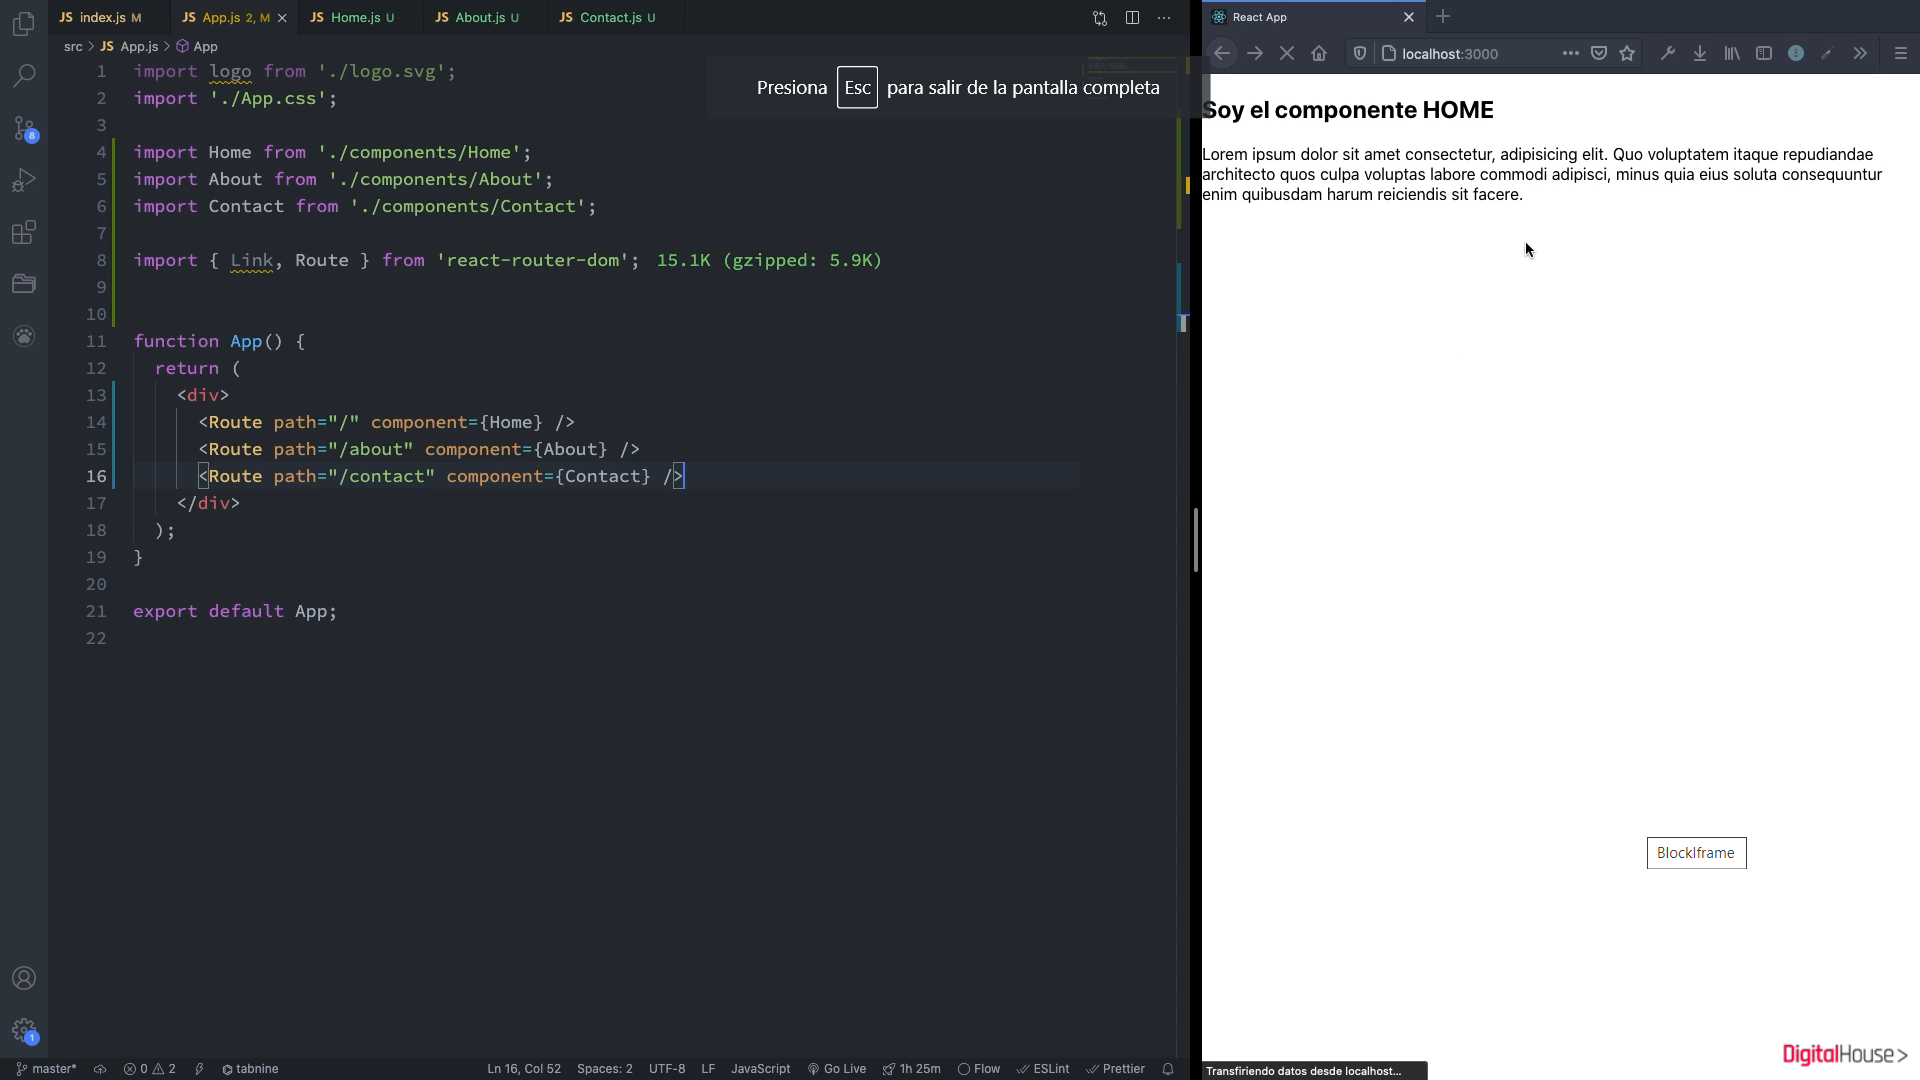 JS index.js M
JS App.js 2, M
JS Home.js U
JS About.js U
JS Contact.js U
src > JS App.js > App
1 import logo from './logo.svg';
2 import './App.css';
3
4 import Home from './components/Home';
5 import About from './components/About';
6 import Contact from './components/Contact';
7
8 import { Link, Route } from 'react-router-dom'; 15.1K (gzipped: 5.9K)
9
10
11 function App() {
12 return (
13 <div>
14 <Route path="/" component={Home} />
15 <Route path="/about" component={About} />
16 <Route path="/contact" component={Contact} />
17 </div>
18 );
19 }
20
21 export default App;
22
8
1
Presiona Esc para salir de la pantalla completa
master* 0 2 tabnine Ln 16, Col 52 Spaces: 2 UTF-8 LF JavaScript Go Live 1h 25m Flow ESLint Prettier
React App
localhost:3000
Soy el componente HOME
Lorem ipsum dolor sit amet consectetur, adipisicing elit. Quo voluptatem itaque repudiandae
architecto quos culpa voluptas labore commodi adipisci, minus quia eius soluta consequuntur
enim quibusdam harum reiciendis sit facere.
BlockIframe
DigitalHouse>
Transfiriendo datos desde localhost...